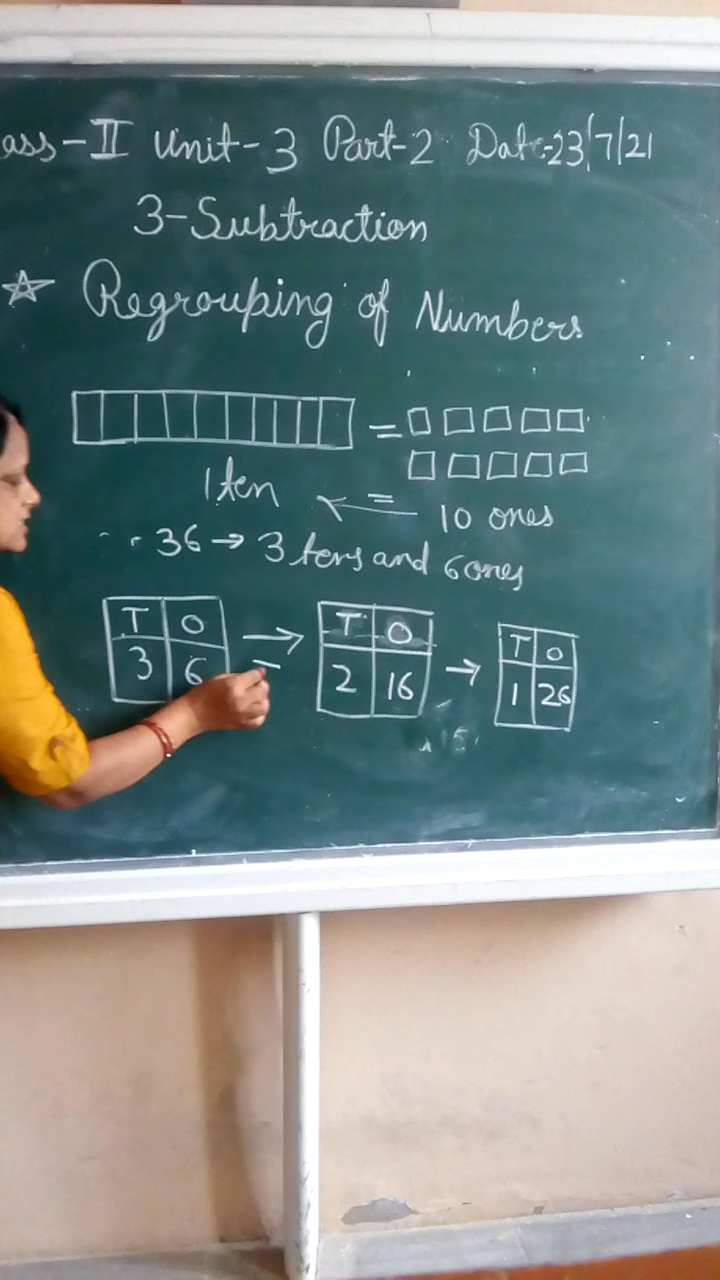 ass-II Unit-3 Part-2 Dat:-23/7/21
3-Subtraction
☆ Regrouping of Numbers
=
1 ten = 10 ones
36 → 3 tens and 6 ones
T O → T O → T O
3 6 = 2 16 1 26